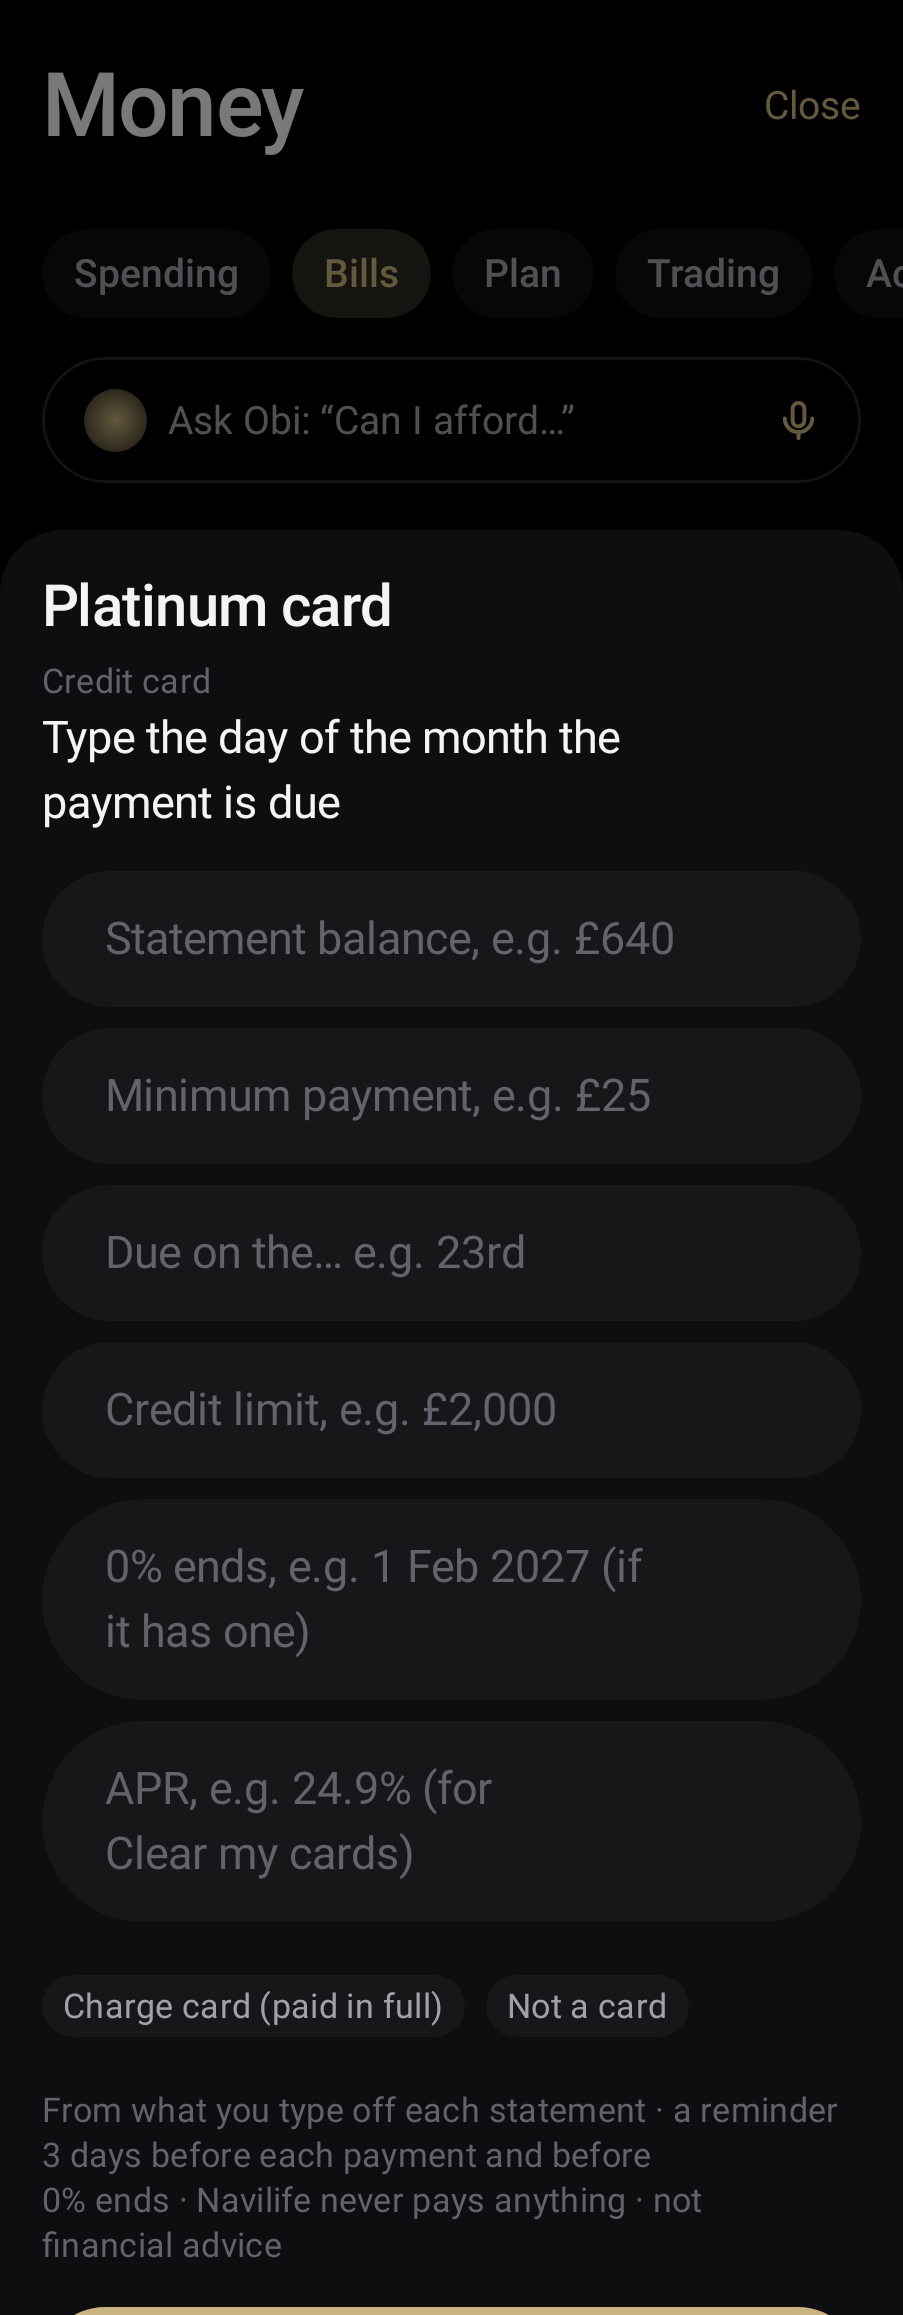 Money
Close
Spending
Bills
Plan
Trading
Ask Obi: “Can I afford…”
Platinum card
Credit card
Type the day of the month the
payment is due
Statement balance, e.g. £640
Minimum payment, e.g. £25
Due on the… e.g. 23rd
Credit limit, e.g. £2,000
0% ends, e.g. 1 Feb 2027 (if
it has one)
APR, e.g. 24.9% (for
Clear my cards)
Charge card (paid in full)
Not a card
From what you type off each statement · a reminder
3 days before each payment and before
0% ends · Navilife never pays anything · not
financial advice